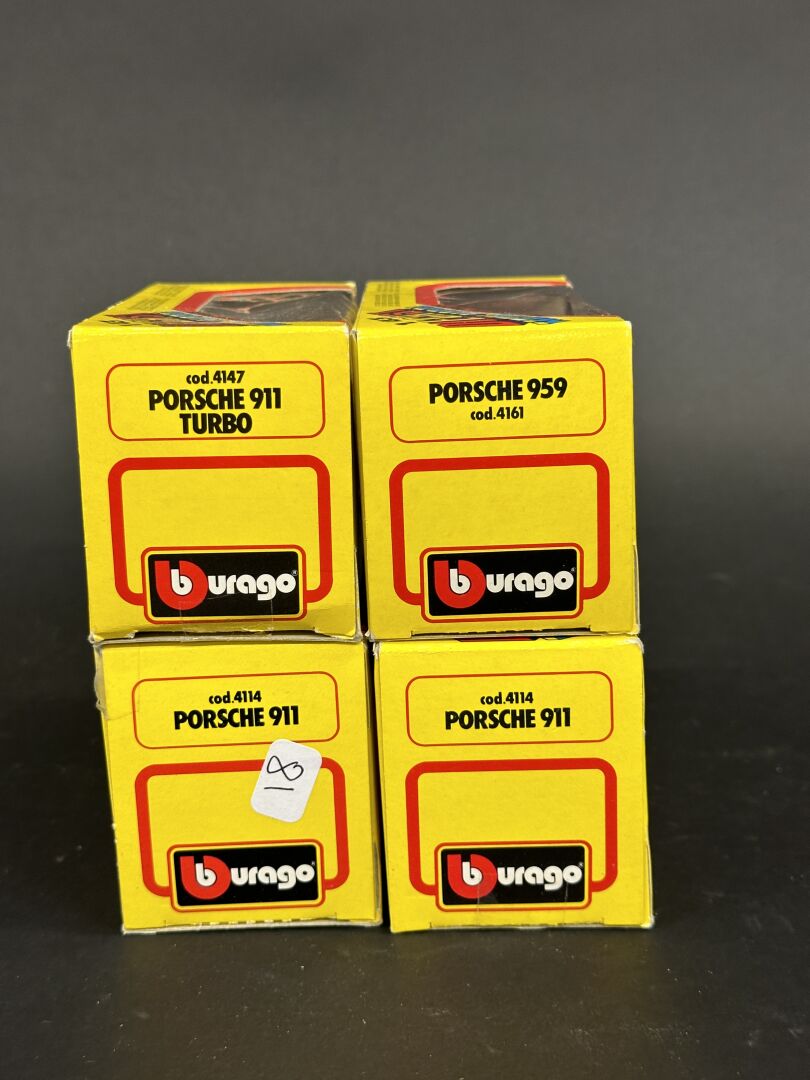 cod.4147
PORSCHE 911
TURBO
burago
PORSCHE 959
cod.4161
burago
cod.4114
PORSCHE 911
burago
cod.4114
PORSCHE 911
burago